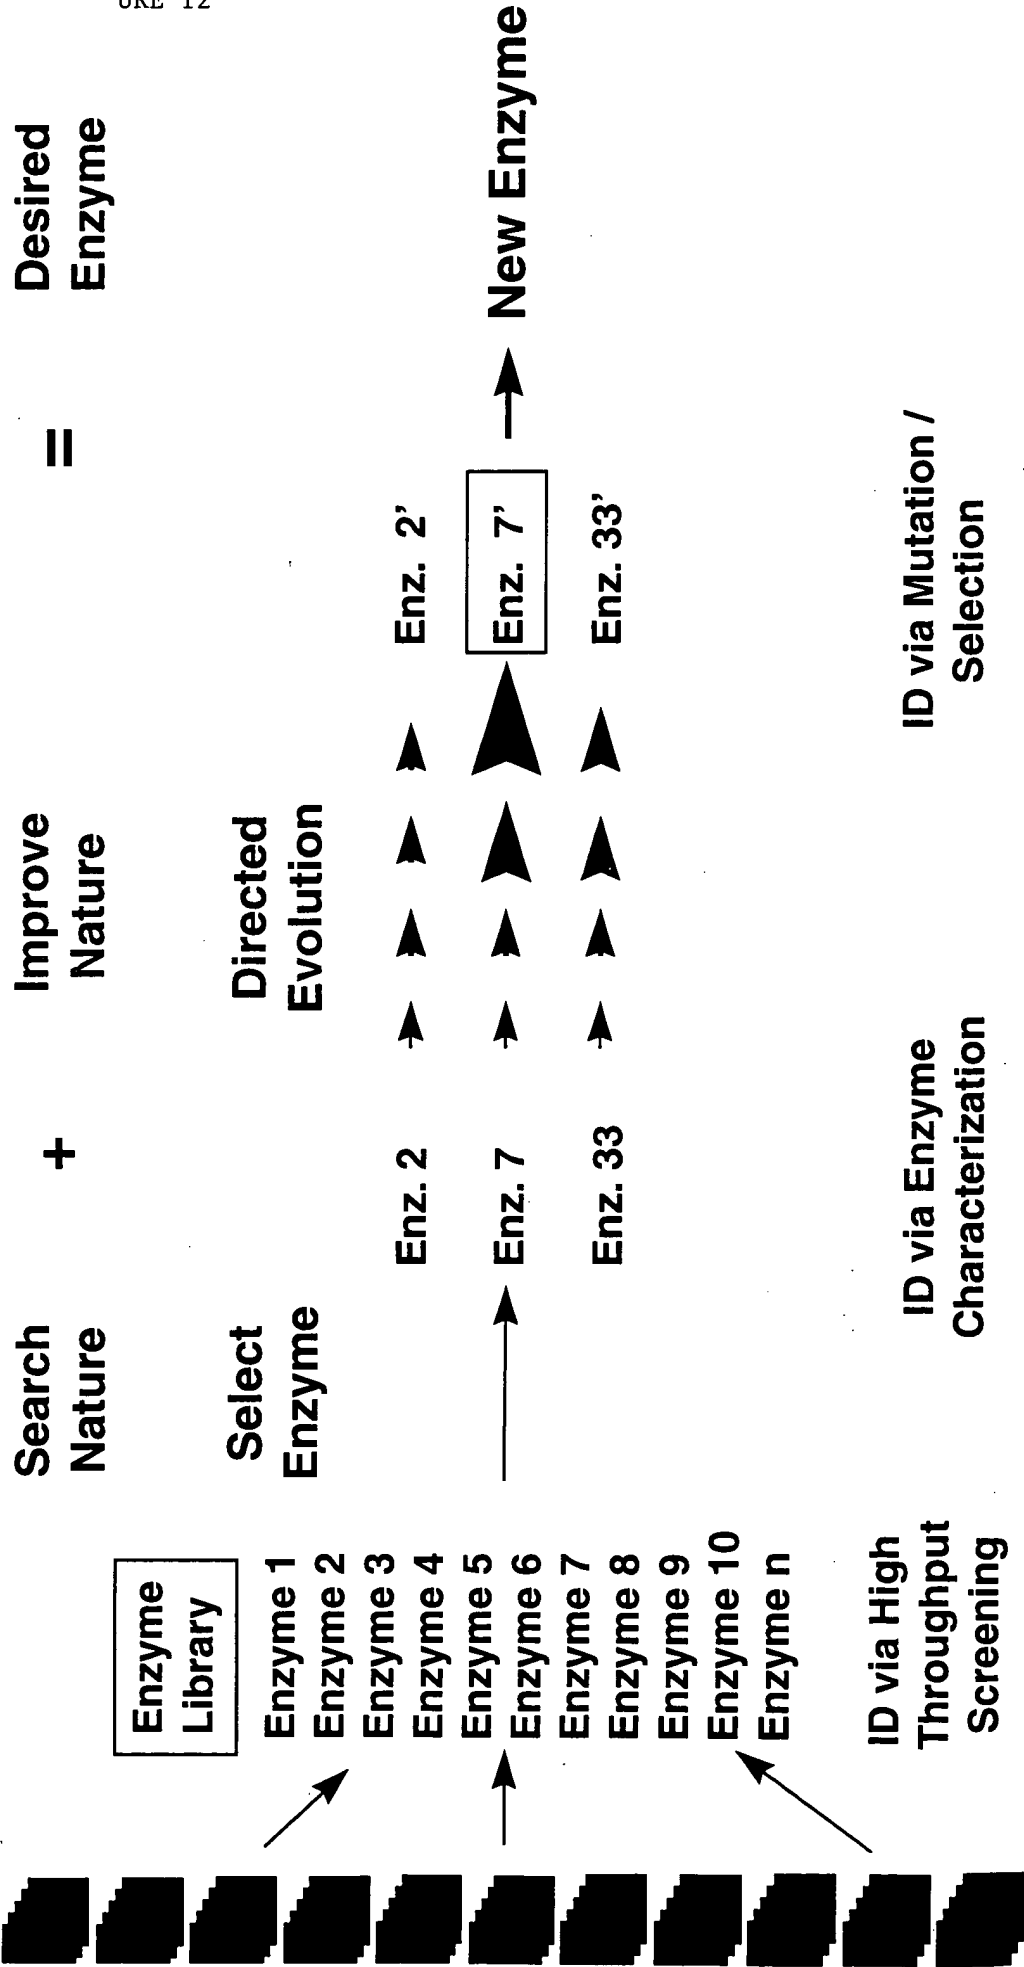 URE 12
Search
Nature
+
Improve
Nature
=
Desired
Enzyme
Enzyme
Library
Select
Enzyme
Directed
Evolution
Enzyme 1
Enzyme 2
Enzyme 3
Enzyme 4
Enzyme 5
Enzyme 6
Enzyme 7
Enzyme 8
Enzyme 9
Enzyme 10
Enzyme n
Enz. 2
Enz. 7
Enz. 33
Enz. 2'
Enz. 7'
Enz. 33'
New Enzyme
ID via High
Throughput
Screening
ID via Enzyme
Characterization
ID via Mutation /
Selection